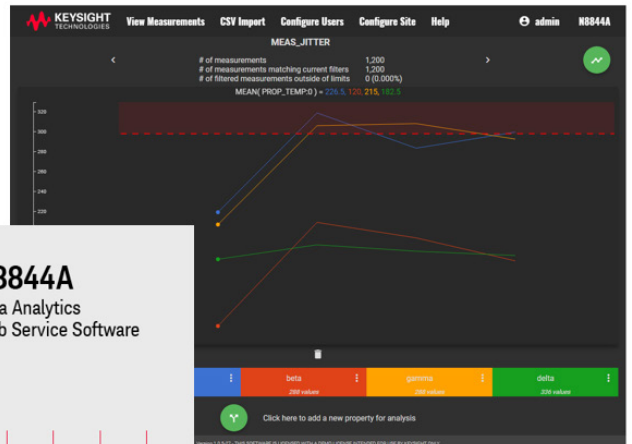 KEYSIGHT
TECHNOLOGIES
View Measurements CSV Import Configure Users Configure Site Help admin N8844A
MEAS_JITTER
# of measurements 1,200
# of measurements matching current filters 1,200
# of filtered measurements outside of limits 0 (0.000%)
MEAN( PROP_TEMP:0 ) = 226.5, 120, 215, 182.5
320
280
260
240
220
8844A
Analytics
Service Software
beta
288 values
gamma
288 values
delta
336 values
Click here to add a new property for analysis